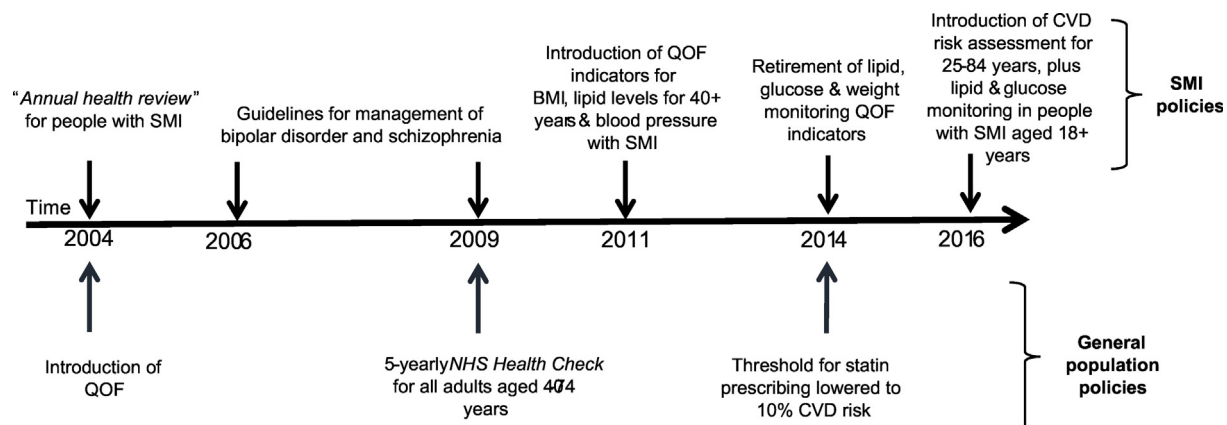 “Annual health review”
for people with SMI
Guidelines for management of
bipolar disorder and schizophrenia
Introduction of QOF
indicators for
BMI, lipid levels for 40+
years & blood pressure
with SMI
Retirement of lipid,
glucose & weight
monitoring QOF
indicators
Introduction of CVD
risk assessment for
25-84 years, plus
lipid & glucose
monitoring in people
with SMI aged 18+
years
SMI
policies
Time
2004
2006
2009
2011
2014
2016
Introduction of
QOF
5-yearly NHS Health Check
for all adults aged 40-74
years
Threshold for statin
prescribing lowered to
10% CVD risk
General
population
policies